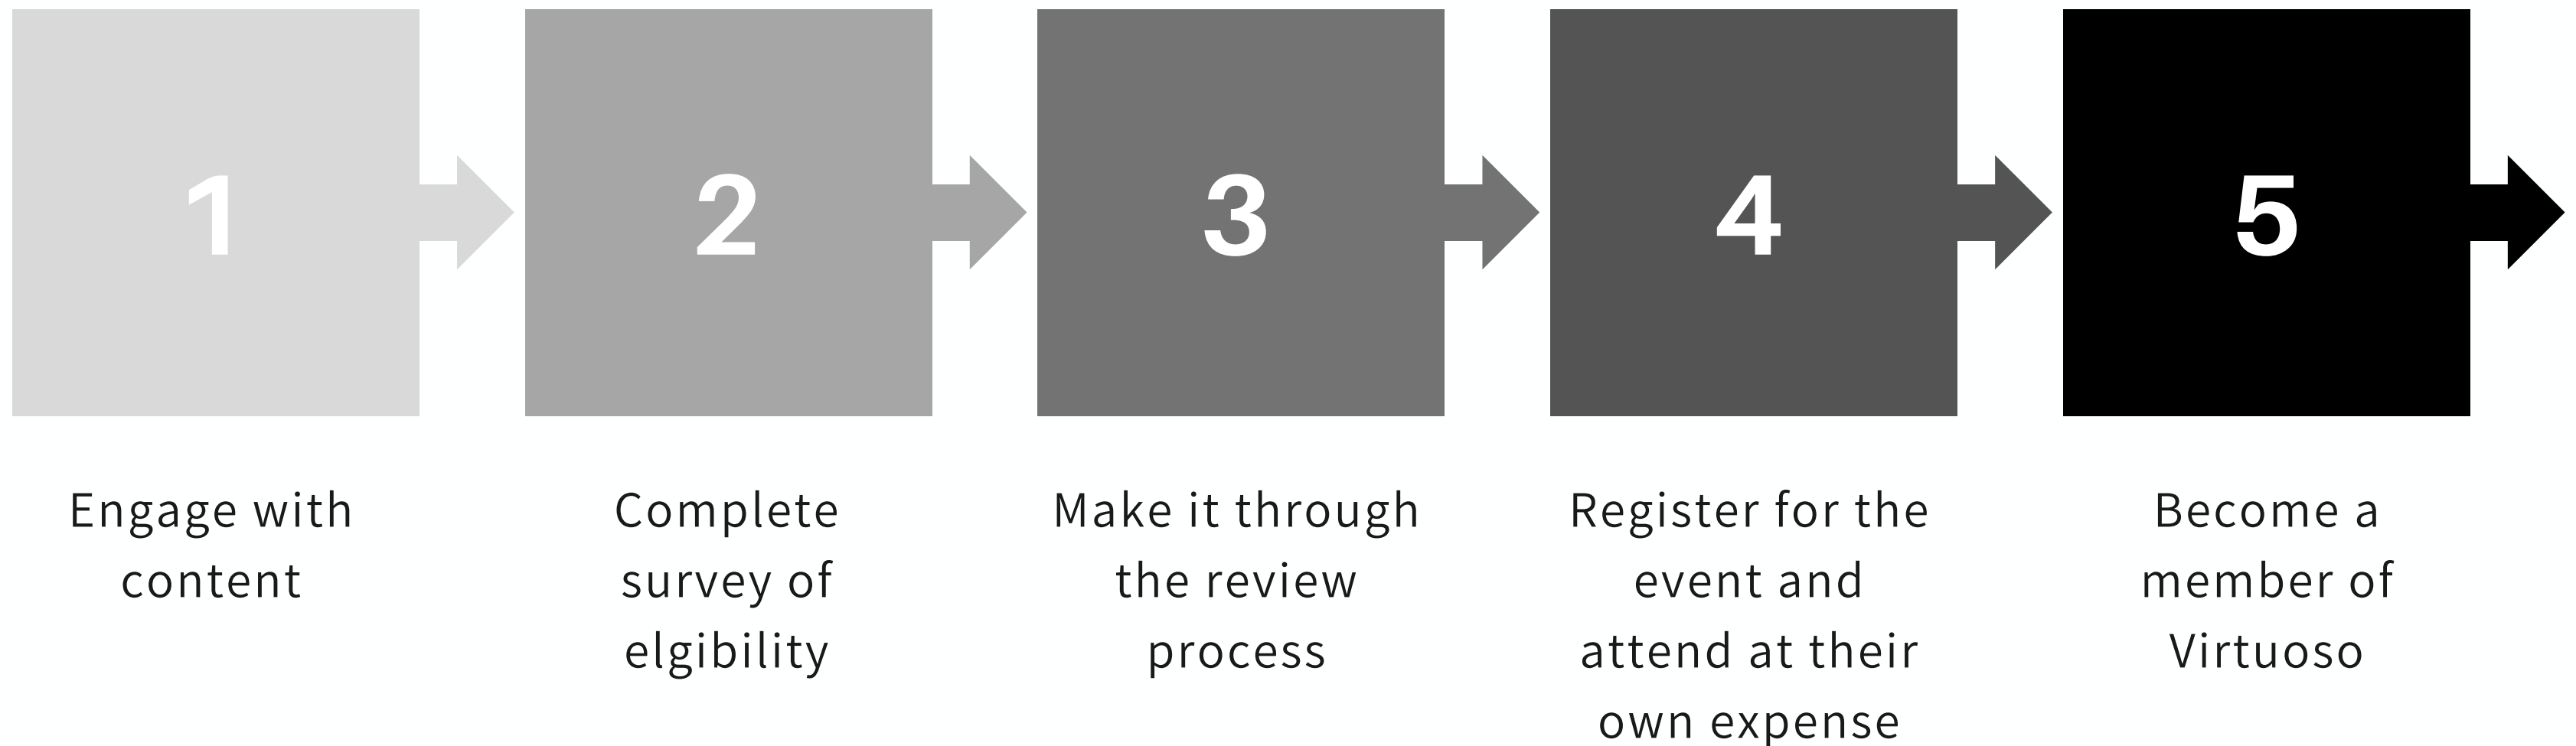 1
2
3
4
5
Engage with
content
Complete
survey of
elgibility
Make it through
the review
process
Register for the
event and
attend at their
own expense
Become a
member of
Virtuoso